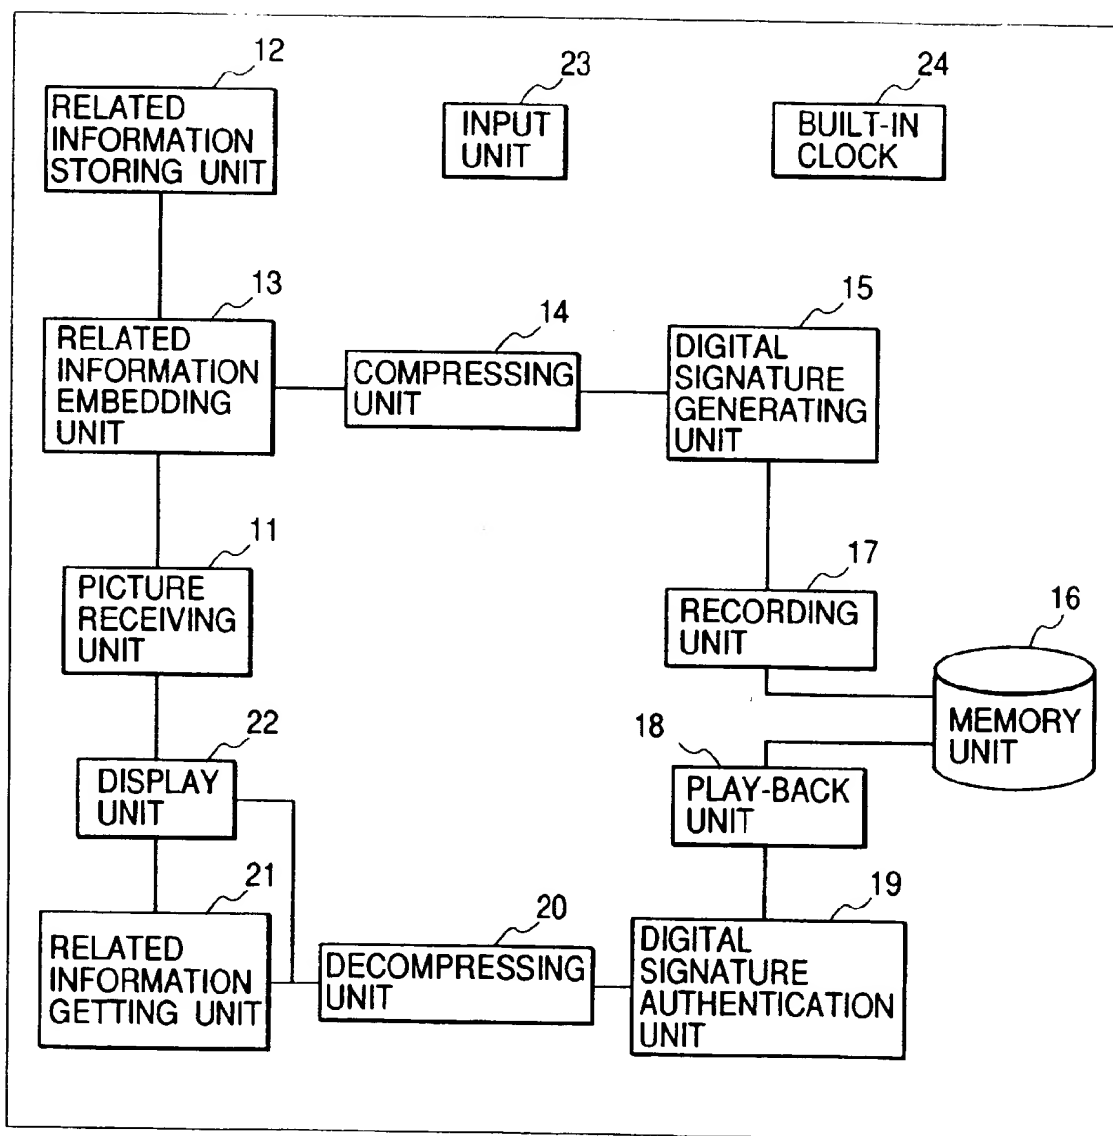 12
RELATED
INFORMATION
STORING UNIT
23
INPUT
UNIT
24
BUILT-IN
CLOCK
13
RELATED
INFORMATION
EMBEDDING
UNIT
14
COMPRESSING
UNIT
15
DIGITAL
SIGNATURE
GENERATING
UNIT
11
PICTURE
RECEIVING
UNIT
17
RECORDING
UNIT
16
MEMORY
UNIT
22
DISPLAY
UNIT
18
PLAY-BACK
UNIT
21
RELATED
INFORMATION
GETTING UNIT
20
DECOMPRESSING
UNIT
19
DIGITAL
SIGNATURE
AUTHENTICATION
UNIT